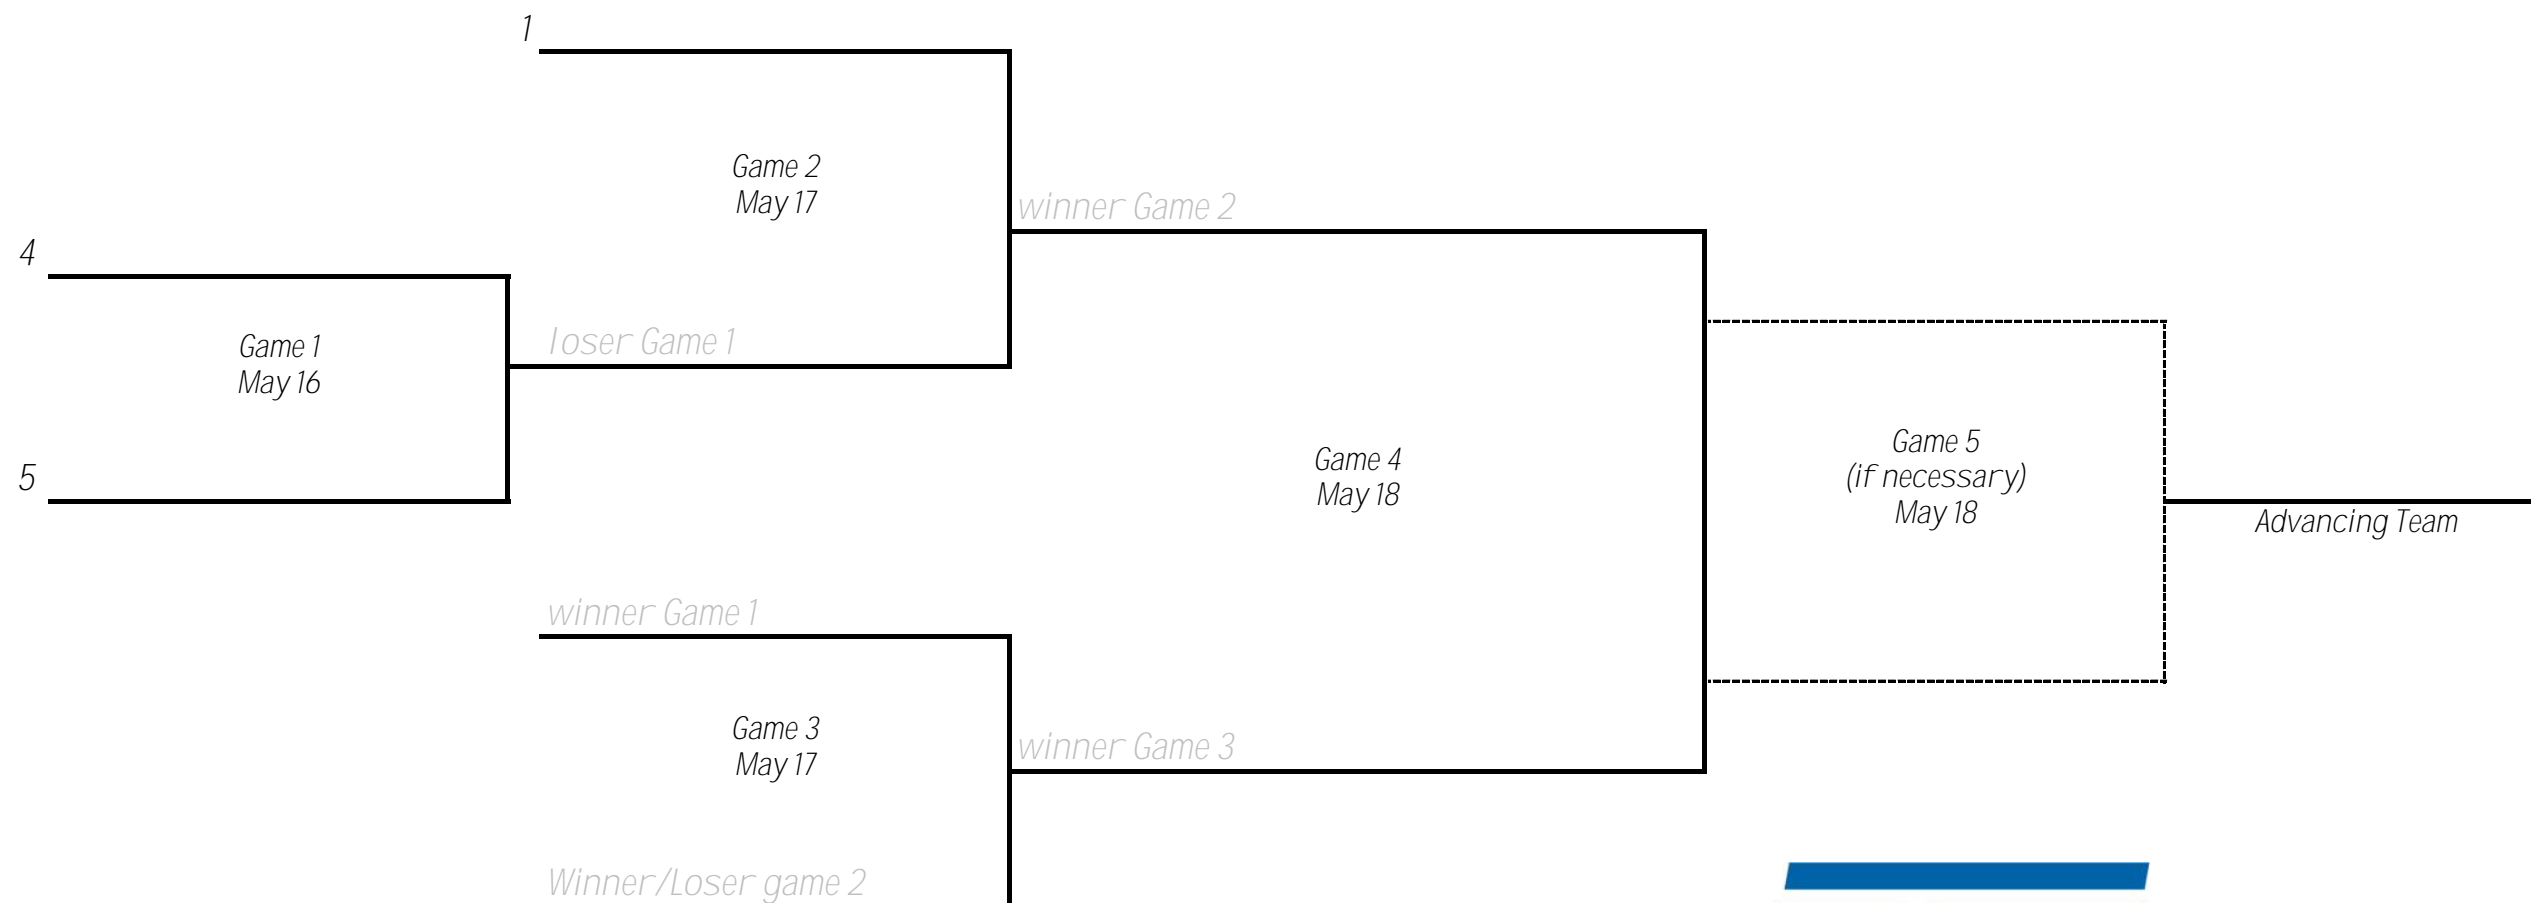 1
Game 2
May 17
winner Game 2
4
loser Game 1
Game 1
May 16
Game 5
(if necessary)
May 18
Game 4
May 18
5
Advancing Team
winner Game 1
Game 3
May 17
winner Game 3
Winner/Loser game 2